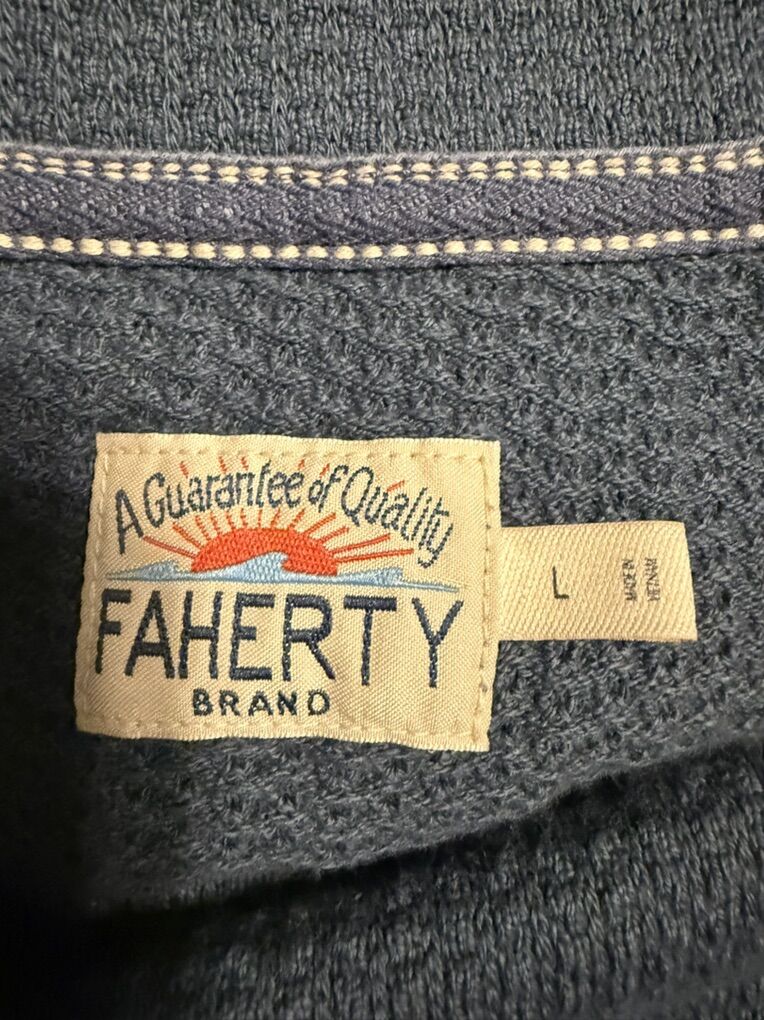 A Guarantee of Quality
FAHERTY
BRAND
L
MADE IN
VIETNAM